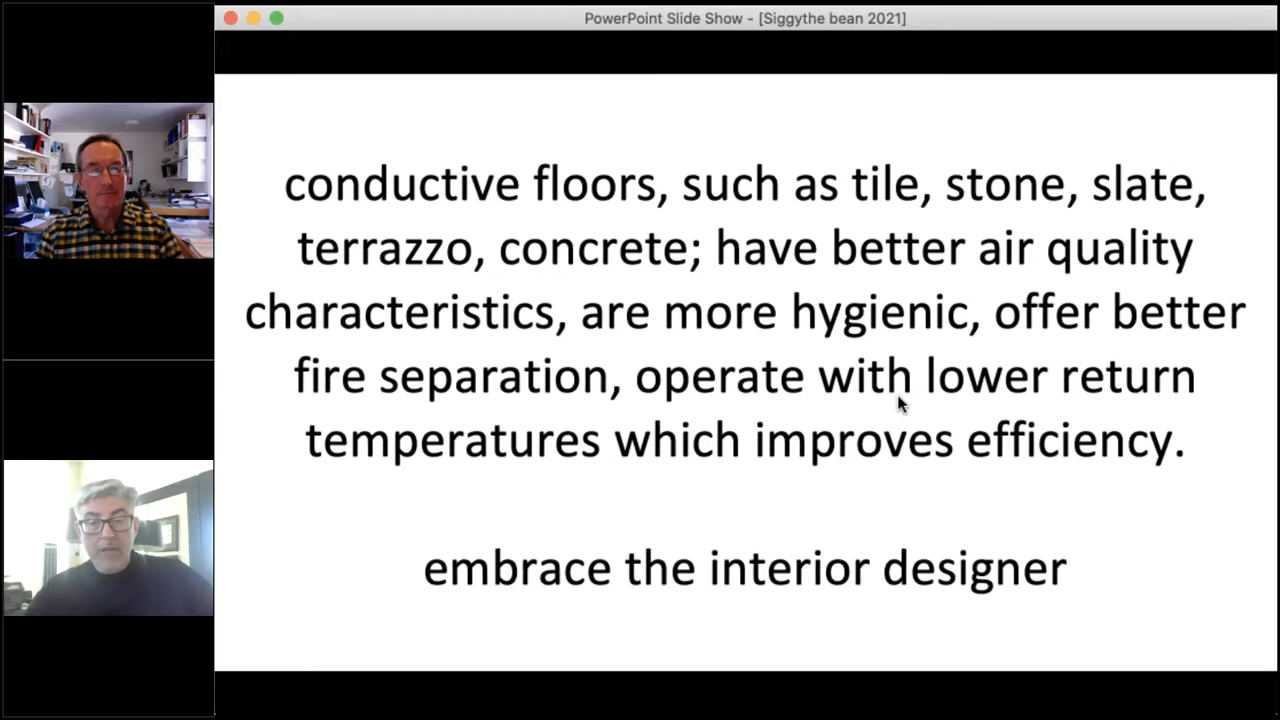 PowerPoint Slide Show - [Siggythe bean 2021]
conductive floors, such as tile, stone, slate,
terrazzo, concrete; have better air quality
characteristics, are more hygienic, offer better
fire separation, operate with lower return
temperatures which improves efficiency.
embrace the interior designer